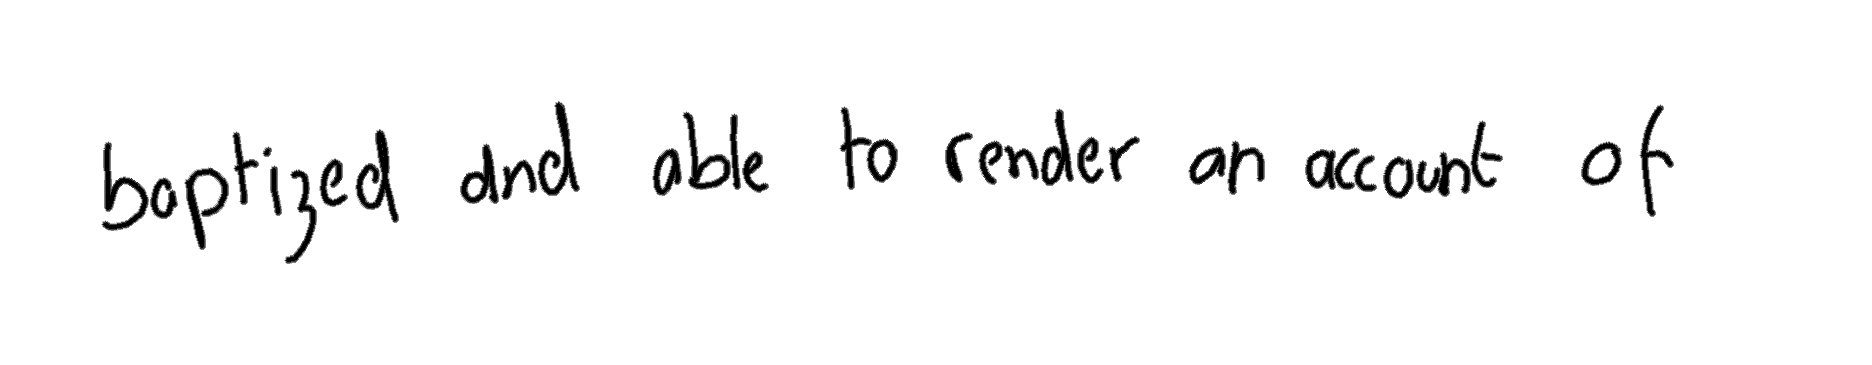 baptized and able to render an account of